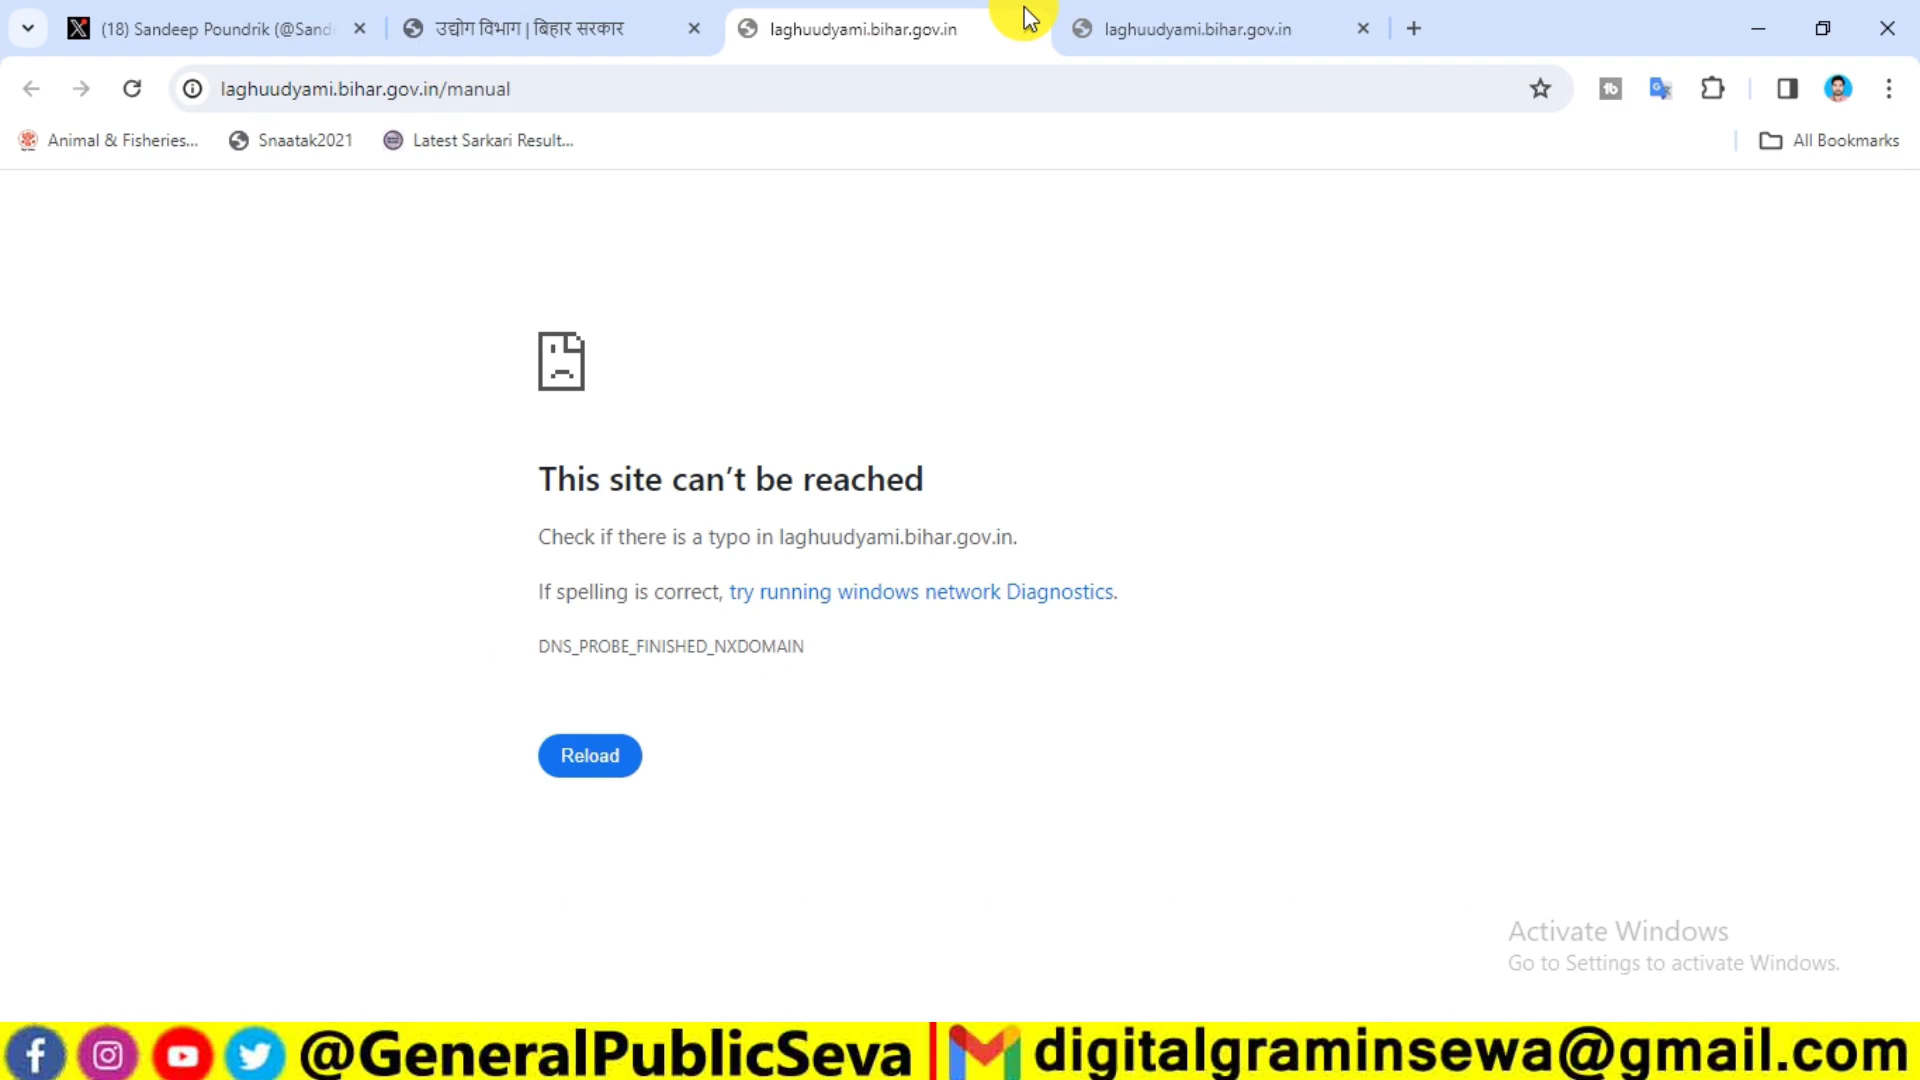 (18) Sandeep Poundrik (@Sand
उद्योग विभाग | बिहार सरकार
laghuudyami.bihar.gov.in
laghuudyami.bihar.gov.in
laghuudyami.bihar.gov.in/manual
Animal & Fisheries...
Snaatak2021
Latest Sarkari Result...
All Bookmarks
This site can't be reached
Check if there is a typo in laghuudyami.bihar.gov.in.
If spelling is correct, try running windows network Diagnostics.
DNS_PROBE_FINISHED_NXDOMAIN
Reload
Activate Windows
Go to Settings to activate Windows.
@GeneralPublicSeva
digitalgraminsewa@gmail.com